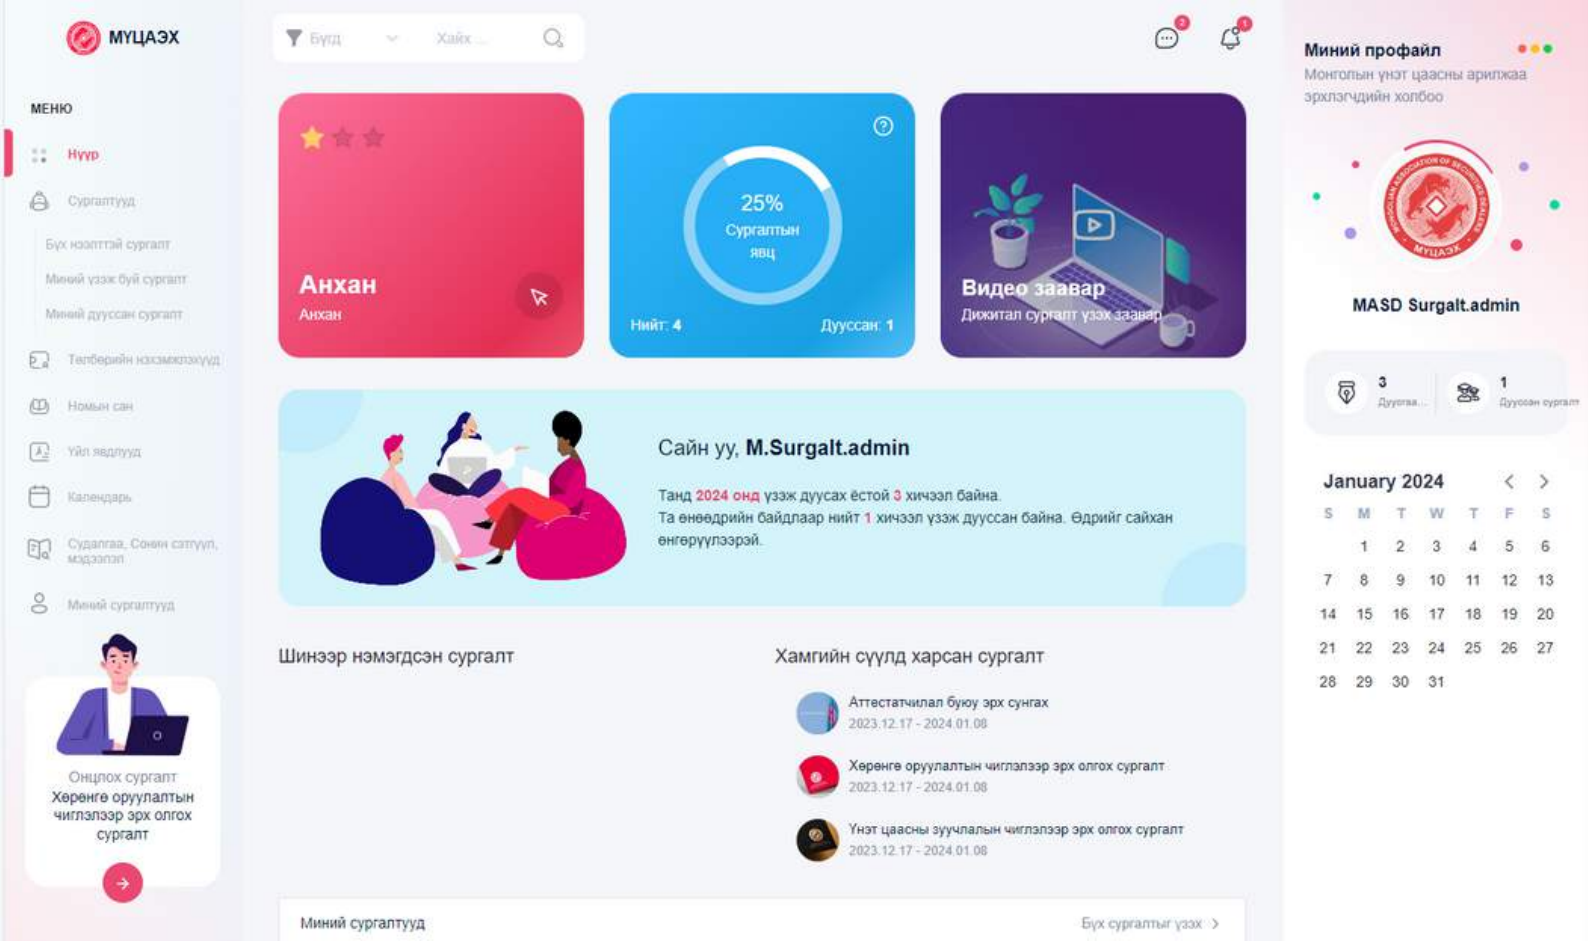 МҮЦАЭХ
МЕНЮ
Нүүр
Сургалтууд
Бүх нээлттэй сургалт
Миний үзэж буй сургалт
Миний дууссан сургалт
Төлбөрийн нэхэмжлэхүүд
Номын сан
Үйл явдлууд
Календарь
Судалгаа, Сонин сэтгүүл,
мэдээлэл
Миний сургалтууд
Онцлох сургалт
Хөрөнгө оруулалтын
чиглэлээр эрх олгох
сургалт
Бүгд
Хайх ...
2
1
Анхан
Анхан
25%
Сургалтын
явц
Нийт: 4
Дууссан: 1
Видео заавар
Дижитал сургалт үзэх заавар
Сайн уу, M.Surgalt.admin
Танд 2024 онд үзэж дуусах ёстой 3 хичээл байна.
Та өнөөдрийн байдлаар нийт 1 хичээл үзэж дууссан байна. Өдрийг сайхан
өнгөрүүлээрэй.
Шинээр нэмэгдсэн сургалт
Хамгийн сүүлд харсан сургалт
Аттестатчилал буюу эрх сунгах
2023.12.17 - 2024.01.08
Хөрөнгө оруулалтын чиглэлээр эрх олгох сургалт
2023.12.17 - 2024.01.08
Үнэт цаасны зуучлалын чиглэлээр эрх олгох сургалт
2023.12.17 - 2024.01.08
Миний сургалтууд
Бүх сургалтыг үзэх
Миний профайл
Монголын үнэт цаасны арилжаа
эрхлэгчдийн холбоо
MONGOLIAN ASSOCIATION OF SECURITIES DEALERS
МҮЦАЭХ
MASD Surgalt.admin
3
Дуусгаа...
1
Дууссан сургалт
January 2024
S M T W T F S
1 2 3 4 5 6
7 8 9 10 11 12 13
14 15 16 17 18 19 20
21 22 23 24 25 26 27
28 29 30 31